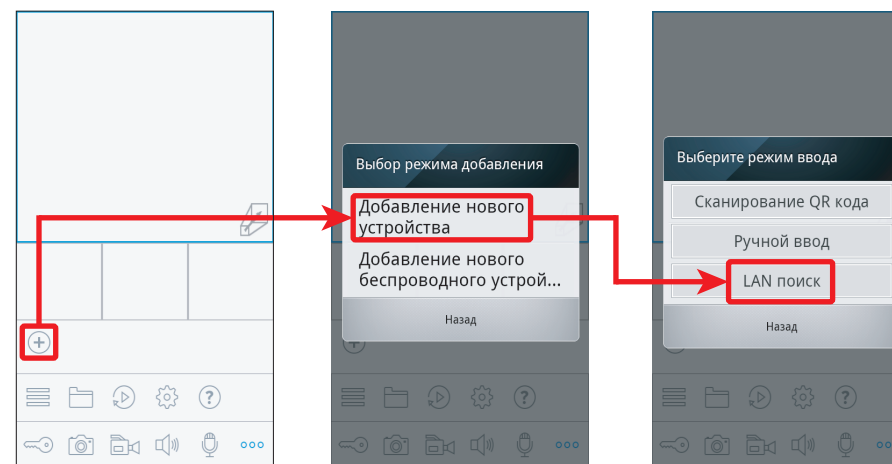 Выбор режима добавления
Добавление нового
устройства
Добавление нового
беспроводного устрой...
Назад
Выберите режим ввода
Сканирование QR кода
Ручной ввод
LAN поиск
Назад